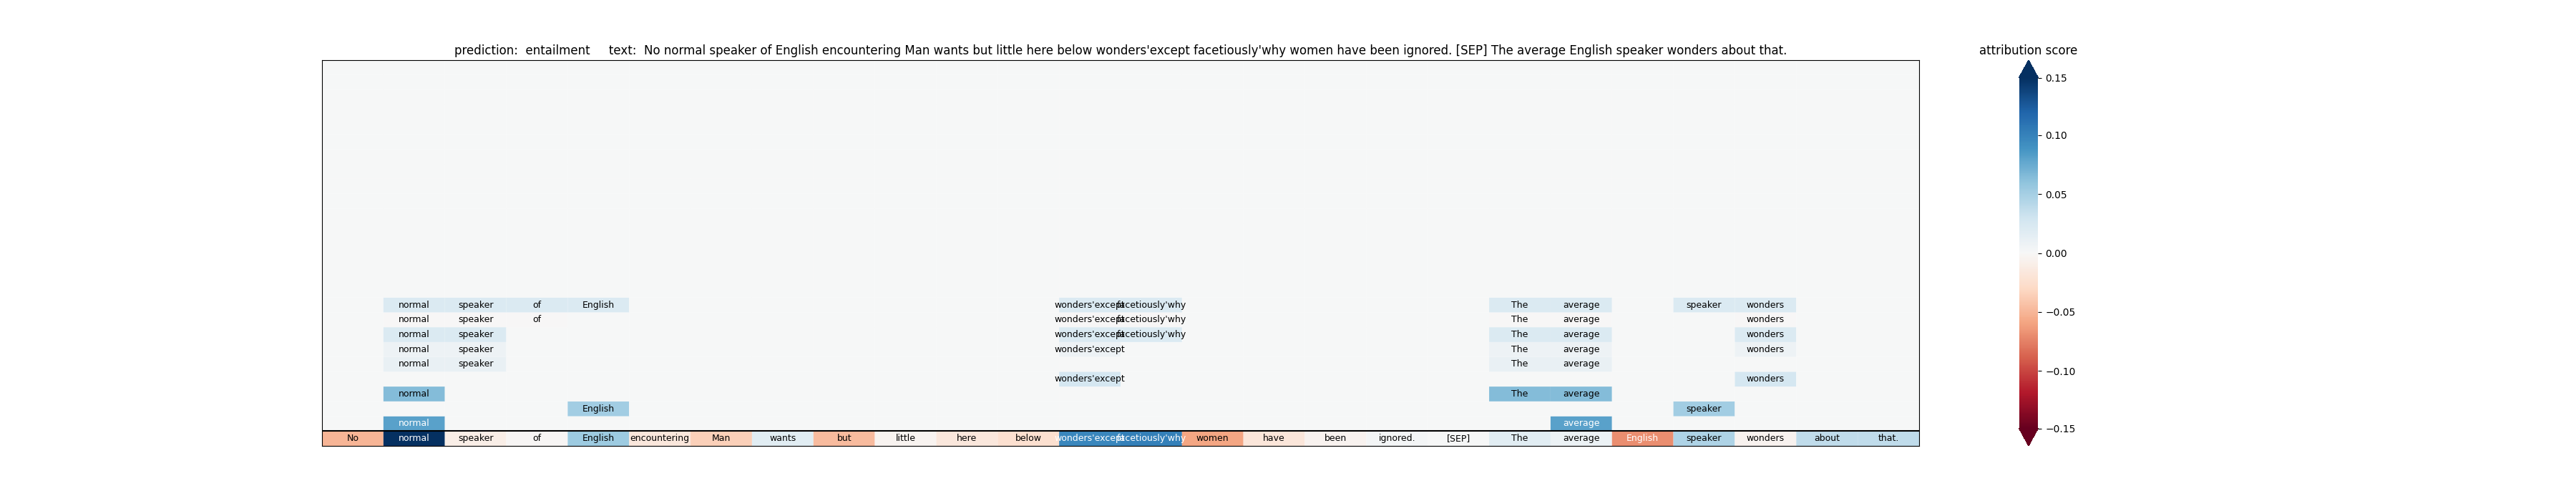 prediction:  entailment     text:  No normal speaker of English encountering Man wants but little here below wonders'except facetiously'why women have been ignored. [SEP] The average English speaker wonders about that.
attribution score
0.15
0.10
0.05
0.00
−0.05
−0.10
−0.15
normal speaker of English wonders'except facetiously'why The average speaker wonders
normal speaker of wonders'except facetiously'why The average wonders
normal speaker wonders'except facetiously'why The average wonders
normal speaker wonders'except The average wonders
normal speaker The average
wonders'except wonders
normal The average
English speaker
normal average
No normal speaker of English encountering Man wants but little here below wonders'except facetiously'why women have been ignored. [SEP] The average English speaker wonders about that.